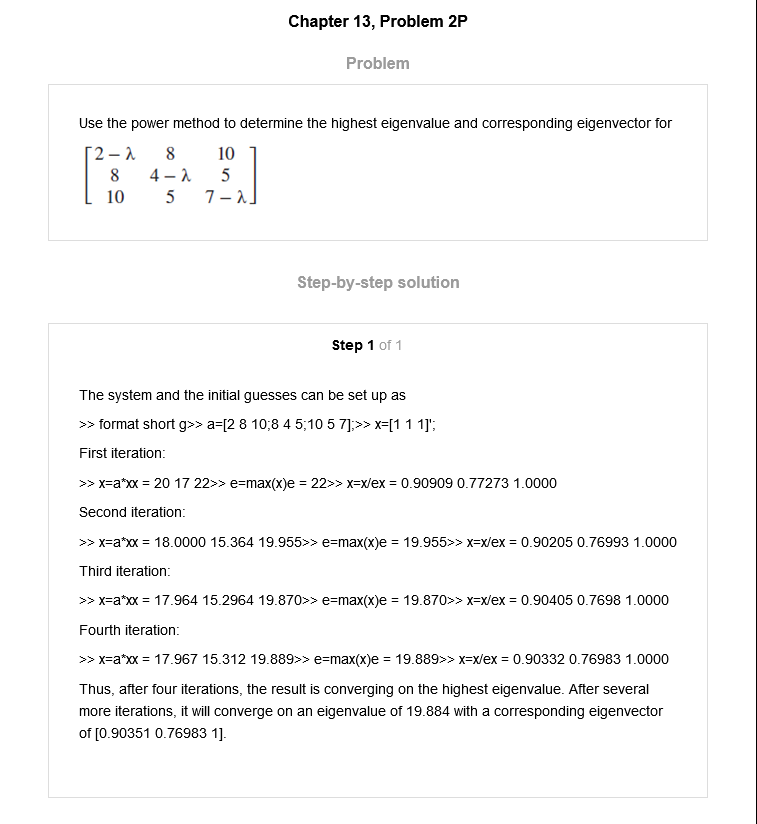 Chapter 13, Problem 2P
Problem
Use the power method to determine the highest eigenvalue and corresponding eigenvector for
2 − λ 8 10
8 4 − λ 5
10 5 7 − λ
Step-by-step solution
Step 1 of 1
The system and the initial guesses can be set up as
>> format short g>> a=[2 8 10;8 4 5;10 5 7];>> x=[1 1 1]';
First iteration:
>> x=a*xx = 20 17 22>> e=max(x)e = 22>> x=x/ex = 0.90909 0.77273 1.0000
Second iteration:
>> x=a*xx = 18.0000 15.364 19.955>> e=max(x)e = 19.955>> x=x/ex = 0.90205 0.76993 1.0000
Third iteration:
>> x=a*xx = 17.964 15.2964 19.870>> e=max(x)e = 19.870>> x=x/ex = 0.90405 0.7698 1.0000
Fourth iteration:
>> x=a*xx = 17.967 15.312 19.889>> e=max(x)e = 19.889>> x=x/ex = 0.90332 0.76983 1.0000
Thus, after four iterations, the result is converging on the highest eigenvalue. After several
more iterations, it will converge on an eigenvalue of 19.884 with a corresponding eigenvector
of [0.90351 0.76983 1].